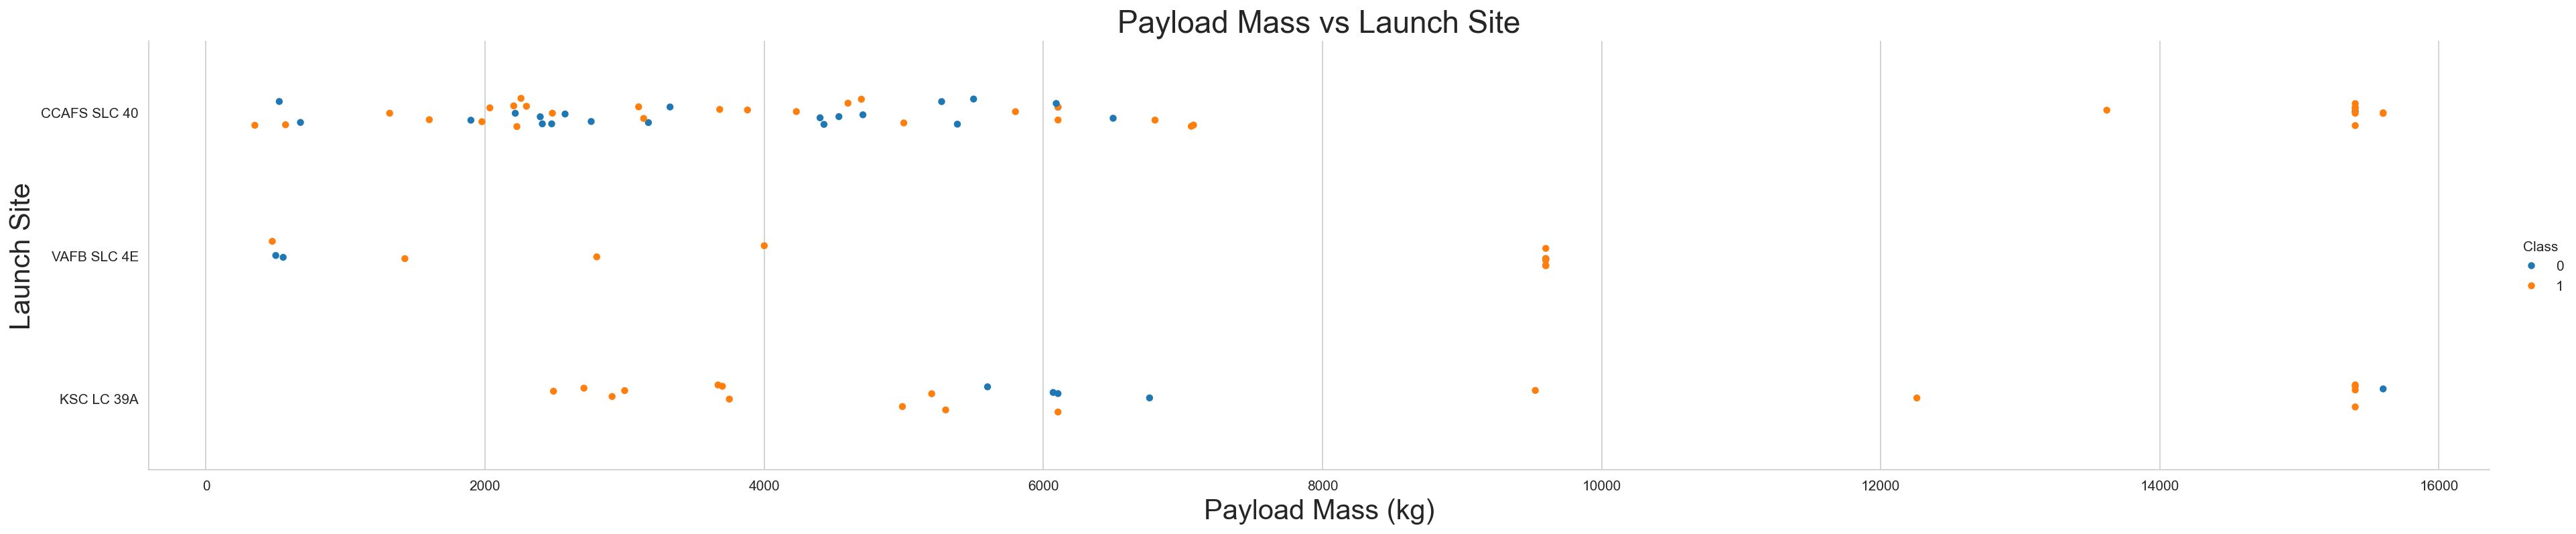 Payload Mass vs Launch Site
Launch Site
CCAFS SLC 40
VAFB SLC 4E
KSC LC 39A
0 2000 4000 6000 8000 10000 12000 14000 16000
Payload Mass (kg)
Class
0
1